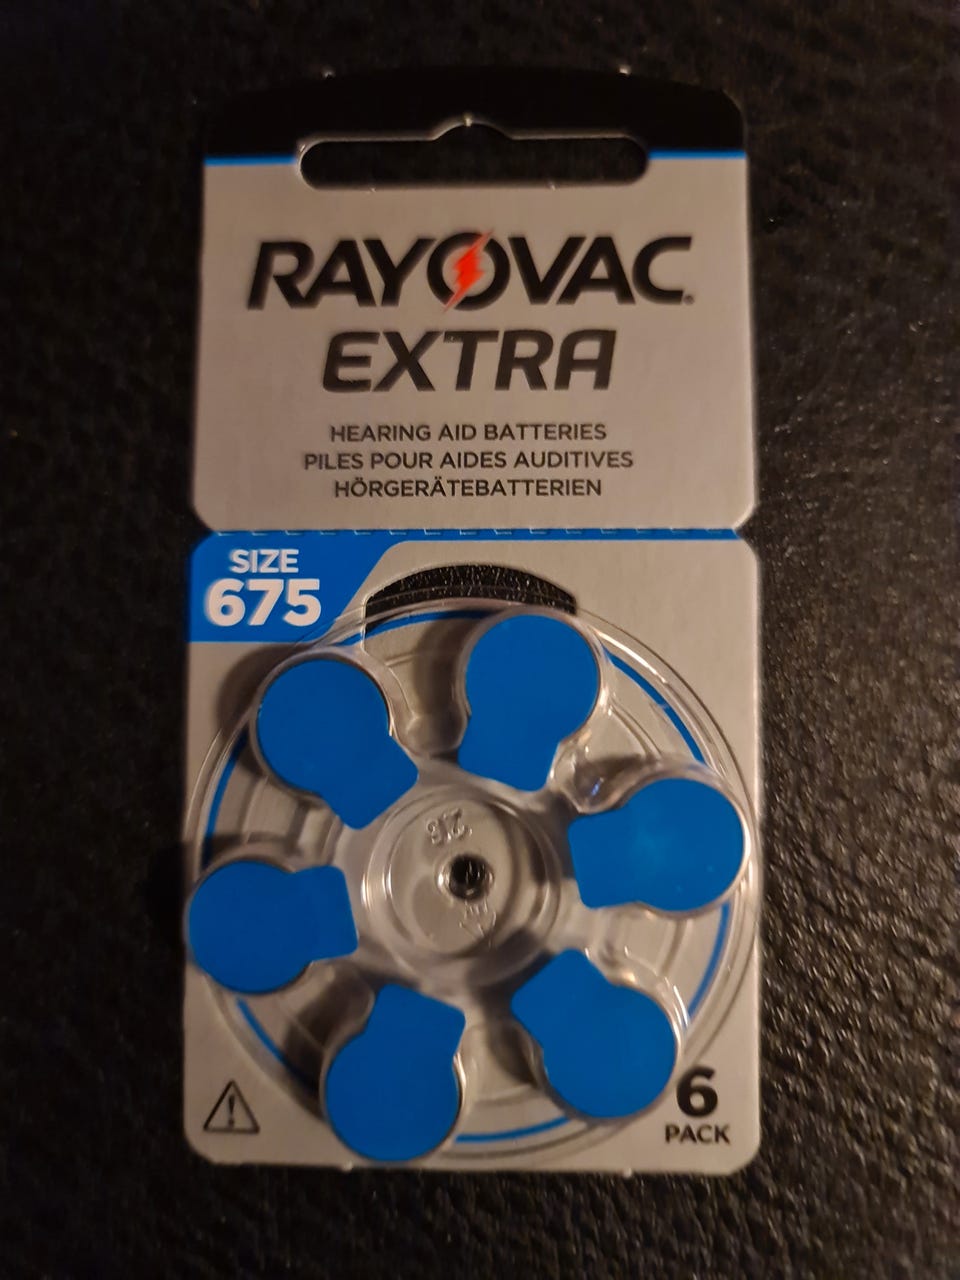 RAYOVAC
EXTRA
HEARING AID BATTERIES
PILES POUR AIDES AUDITIVES
HÖRGERÄTEBATTERIEN
SIZE
675
6
PACK